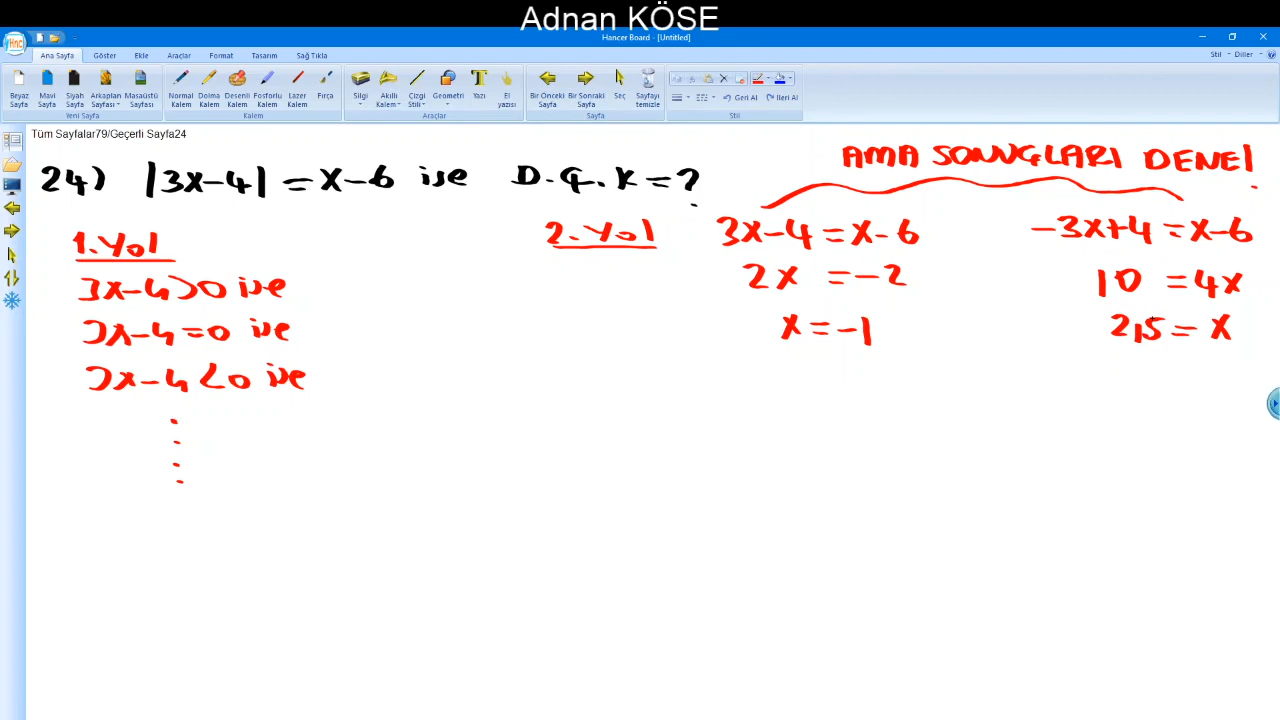 Adnan KÖSE
Hancer Board - [Untitled]
Ana Sayfa Göster Ekle Araçlar Format Tasarım Sağ Tıkla Stil Diller
Beyaz Sayfa Mavi Sayfa Siyah Sayfa Arkaplan Sayfası Masaüstü Sayfası Normal Kalem Dolma Kalem Desenli Kalem Fosforlu Kalem Lazer Kalem Fırça Silgi Akıllı Kalem Çizgi Stili Geometri Yazı El yazısı Bir Önceki Sayfa Bir Sonraki Sayfa Seç Sayfayı temizle Geri Al İleri Al
Yeni Sayfa Kalem Araçlar Sayfa Stil
Tüm Sayfalar79/Geçerli Sayfa24
AMA SONUÇLARI DENE!
24) |3x-4| = x-6 ise D.Ç.K=?
1.Yol
3x-4>0 ise
3x-4=0 ise
3x-4<0 ise
2.Yol
3x-4=x-6
2x =-2
x=-1
-3x+4=x-6
10 =4x
2,5=x